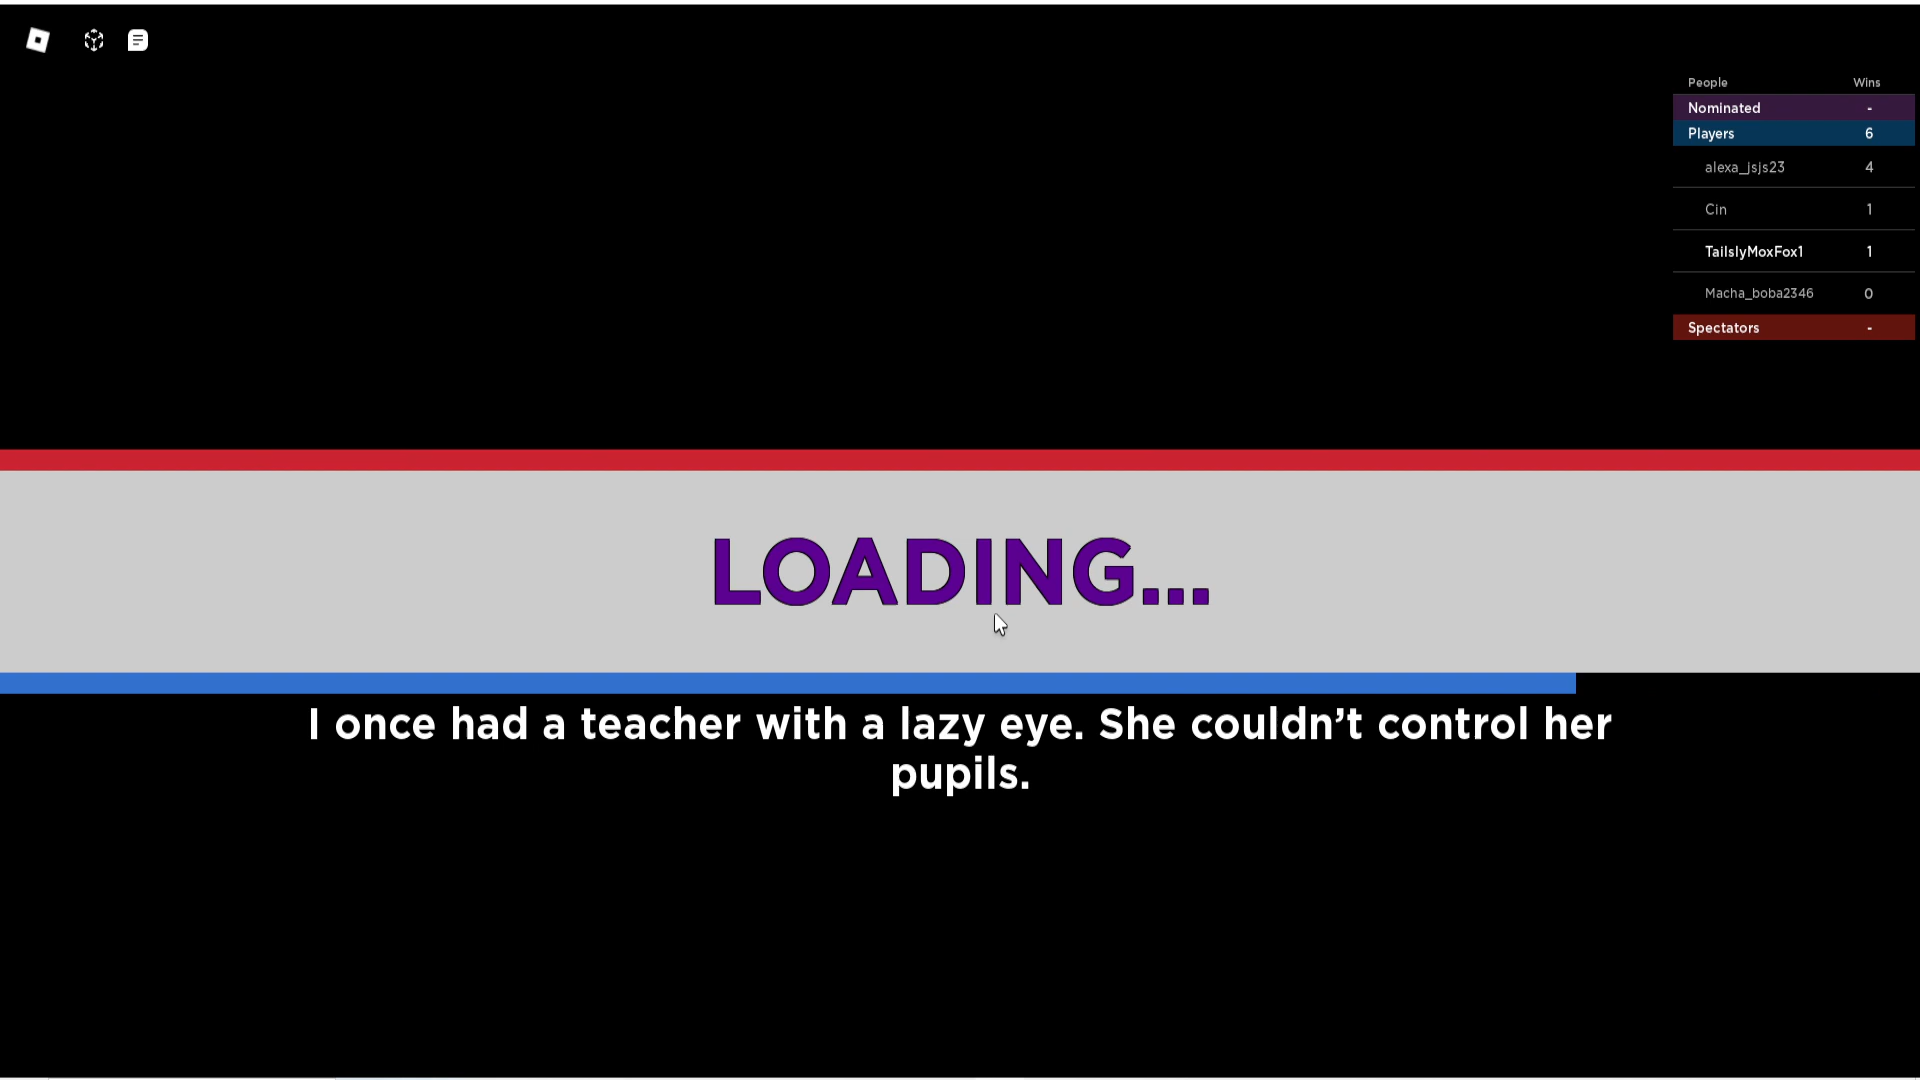 People Wins
Nominated -
Players 6
alexa_jsjs23 4
Cin 1
TailslyMoxFox1 1
Macha_boba2346 0
Spectators -
LOADING...
I once had a teacher with a lazy eye. She couldn’t control her
pupils.